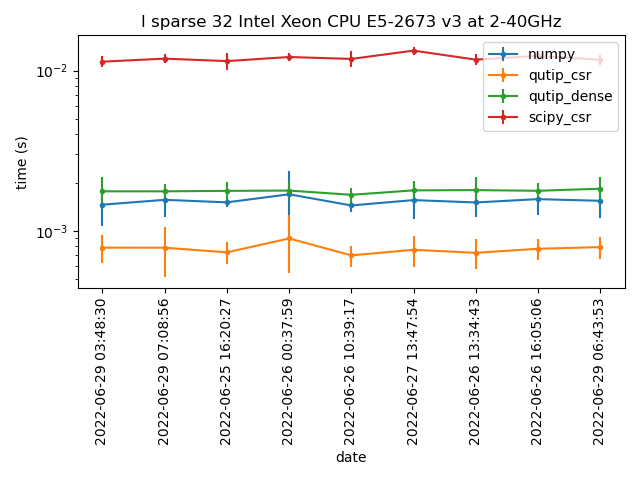 I sparse 32 Intel Xeon CPU E5-2673 v3 at 2-40GHz
numpy
qutip_csr
qutip_dense
scipy_csr
10⁻²
10⁻³
time (s)
2022-06-29 03:48:30
2022-06-29 07:08:56
2022-06-25 16:20:27
2022-06-26 00:37:59
2022-06-26 10:39:17
2022-06-27 13:47:54
2022-06-26 13:34:43
2022-06-26 16:05:06
2022-06-29 06:43:53
date